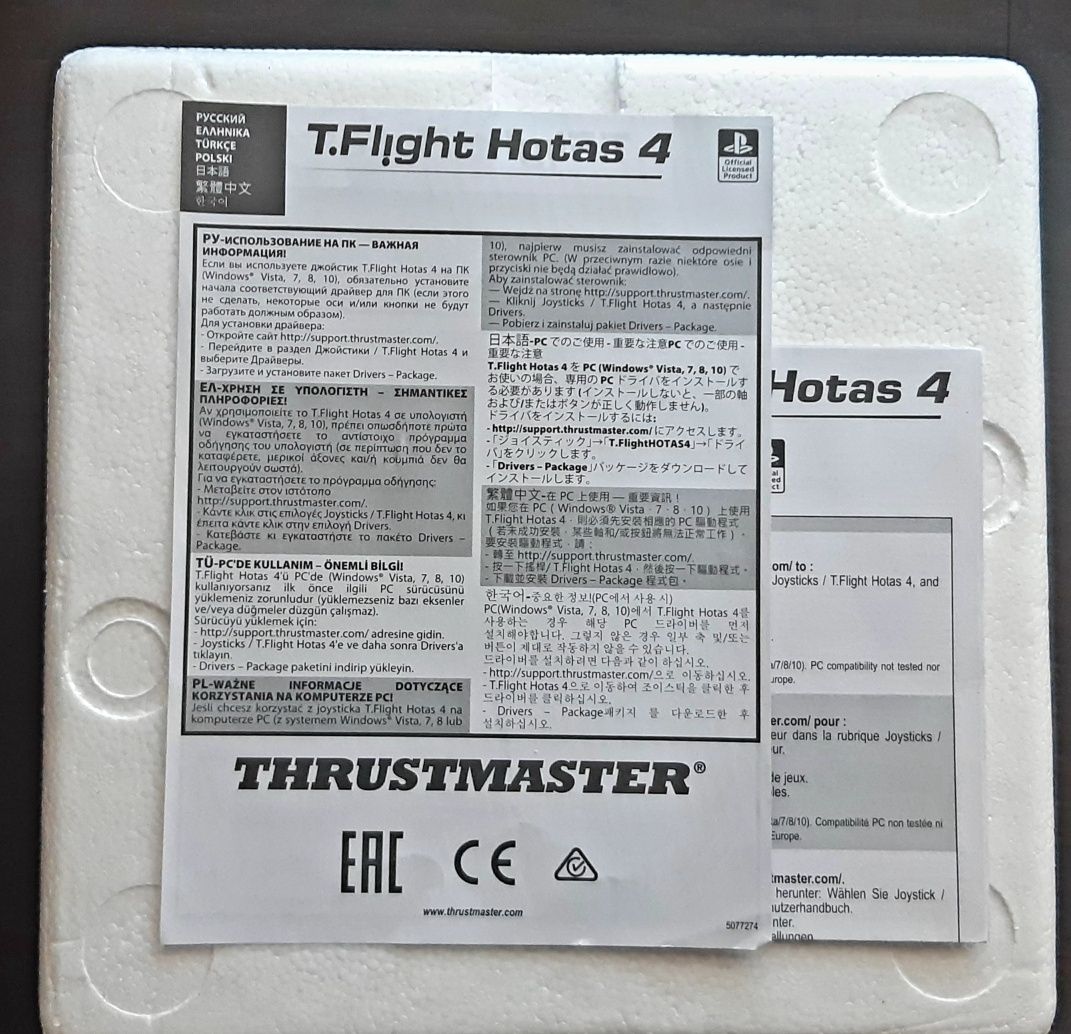 РУССКИЙ
ΕΛΛΗΝΙΚΑ
TÜRKÇE
POLSKI
日本語
繁體中文
한국어
T.Flight Hotas 4
Official
Licensed
Product
РУ-ИСПОЛЬЗОВАНИЕ НА ПК — ВАЖНАЯ
ИНФОРМАЦИЯ!
Если вы используете джойстик T.Flight Hotas 4 на ПК
(Windows® Vista, 7, 8, 10), обязательно установите
начала соответствующий драйвер для ПК (если этого
не сделать, некоторые оси и/или кнопки не будут
работать должным образом).
Для установки драйвера:
- Откройте сайт http://support.thrustmaster.com/.
- Перейдите в раздел Джойстики / T.Flight Hotas 4 и
выберите Драйверы.
- Загрузите и установите пакет Drivers – Package.
ΕΛ-ΧΡΗΣΗ ΣΕ ΥΠΟΛΟΓΙΣΤΗ – ΣΗΜΑΝΤΙΚΕΣ
ΠΛΗΡΟΦΟΡΙΕΣ!
Αν χρησιμοποιείτε το T.Flight Hotas 4 σε υπολογιστή
(Windows® Vista, 7, 8, 10), πρέπει οπωσδήποτε πρώτα
να εγκαταστήσετε το αντίστοιχο πρόγραμμα
οδήγησης του υπολογιστή (σε περίπτωση που δεν το
καταφέρετε, μερικοί άξονες και/ή κουμπιά δεν θα
λειτουργούν σωστά).
Για να εγκαταστήσετε το πρόγραμμα οδήγησης:
- Μεταβείτε στον ιστότοπο
http://support.thrustmaster.com/.
- Κάντε κλικ στις επιλογές Joysticks / T.Flight Hotas 4, κι
έπειτα κάντε κλικ στην επιλογή Drivers.
- Κατεβάστε κι εγκαταστήστε το πακέτο Drivers –
Package.
TÜ-PC'DE KULLANIM – ÖNEMLİ BİLGİ!
T.Flight Hotas 4'ü PC'de (Windows® Vista, 7, 8, 10)
kullanıyorsanız ilk önce ilgili PC sürücüsünü
yüklemeniz zorunludur (yüklemezseniz bazı eksenler
ve/veya düğmeler düzgün çalışmaz).
Sürücüyü yüklemek için:
- http://support.thrustmaster.com/ adresine gidin.
- Joysticks / T.Flight Hotas 4'e ve daha sonra Drivers'a
tıklayın.
- Drivers – Package paketini indirip yükleyin.
PL-WAŻNE INFORMACJE DOTYCZĄCE
KORZYSTANIA NA KOMPUTERZE PC!
Jeśli chcesz korzystać z joysticka T.Flight Hotas 4 na
komputerze PC (z systemem Windows® Vista, 7, 8 lub
10), najpierw musisz zainstalować odpowiedni
sterownik PC. (W przeciwnym razie niektóre osie i
przyciski nie będą działać prawidłowo).
Aby zainstalować sterownik:
— Wejdź na stronę http://support.thrustmaster.com/.
— Kliknij Joysticks / T.Flight Hotas 4, a następnie
Drivers.
— Pobierz i zainstaluj pakiet Drivers – Package.
日本語-PC でのご使用 - 重要な注意PC でのご使用 -
重要な注意
T.Flight Hotas 4 を PC (Windows® Vista, 7, 8, 10) で
お使いの場合、専用の PC ドライバをインストールす
る必要があります (インストールしないと、一部の軸
および/またはボタンが正しく動作しません)。
ドライバをインストールするには:
- http://support.thrustmaster.com/ にアクセスします。
- 「ジョイスティック」→「T.FlightHOTAS4」→「ドライ
バ」をクリックします。
- 「Drivers – Package」パッケージをダウンロードして
インストールします。
繁體中文-在 PC 上使用 — 重要資訊！
如果您在 PC ( Windows® Vista · 7 · 8 · 10 ) 上使用
T.Flight Hotas 4，則必須先安裝相應的 PC 驅動程式
（若未成功安裝，某些軸和/或按鈕將無法正常工作）。
要安裝驅動程式，請：
- 轉至 http://support.thrustmaster.com/.
- 按一下搖桿/ T.Flight Hotas 4，然後按一下驅動程式。
- 下載並安裝 Drivers – Package 程式包。
한국어-중요한 정보!(PC에서 사용 시)
PC(Windows® Vista, 7, 8, 10)에서 T.Flight Hotas 4를
사용하는 경우 해당 PC 드라이버를 먼저
설치해야합니다. 그렇지 않은 경우 일부 축 및/또는
버튼이 제대로 작동하지 않을 수 있습니다.
드라이버를 설치하려면 다음과 같이 하십시오.
- http://support.thrustmaster.com/으로 이동하십시오.
- T.Flight Hotas 4으로 이동하여 조이스틱을 클릭한 후
드라이버를 클릭하십시오.
- Drivers – Package패키지 를 다운로드한 후
설치하십시오.
THRUSTMASTER®
EAC CE
www.thrustmaster.com
5077274
Hotas 4
om/ to :
Joysticks / T.Flight Hotas 4, and
/7/8/10). PC compatibility not tested nor
urope.
er.com/ pour :
eur dans la rubrique Joysticks /
ur.
de jeux.
les.
ta/7/8/10). Compatibilité PC non testée ni
Europe.
tmaster.com/.
herunter: Wählen Sie Joystick /
utzerhandbuch.
nter.
ellungen